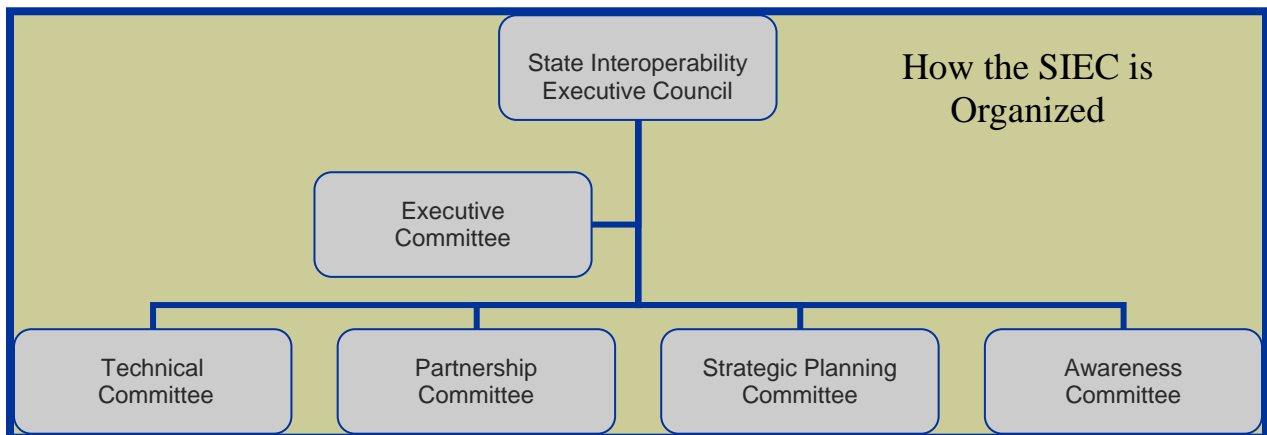 State Interoperability
Executive Council
How the SIEC is
Organized
Executive
Committee
Technical
Committee
Partnership
Committee
Strategic Planning
Committee
Awareness
Committee